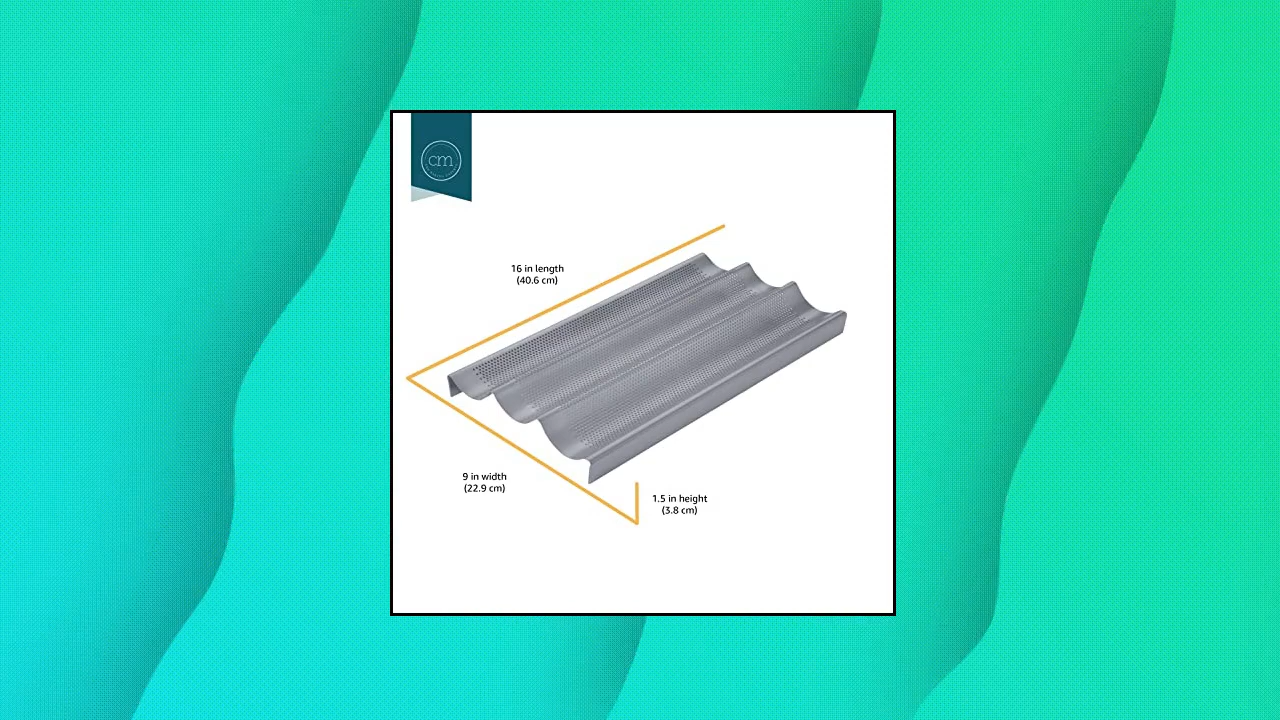 cm
16 in length
(40.6 cm)
9 in width
(22.9 cm)
1.5 in height
(3.8 cm)